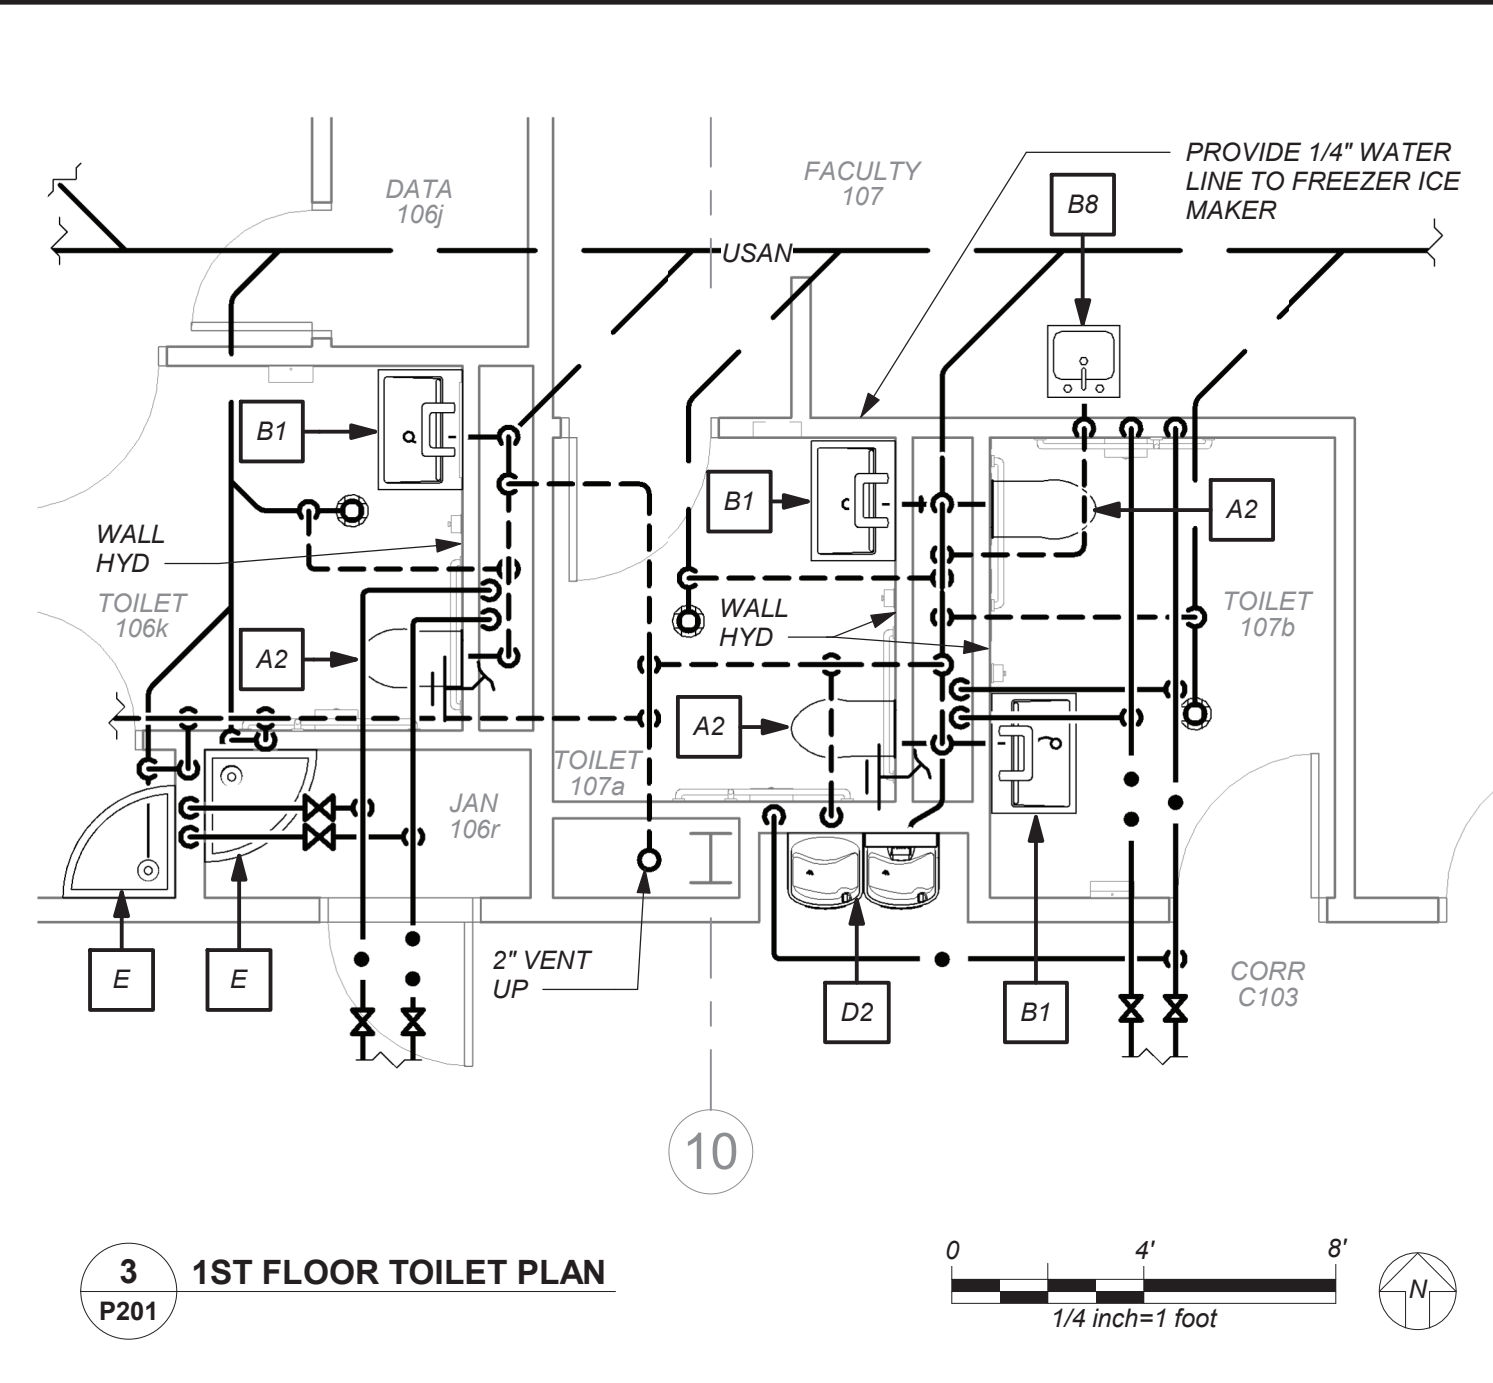 PROVIDE 1/4" WATER
LINE TO FREEZER ICE
MAKER
FACULTY
107
DATA
106j
B8
USAN
B1
B1
A2
WALL
HYD
TOILET
106k
WALL
HYD
TOILET
107b
A2
A2
TOILET
107a
JAN
106r
2" VENT
UP
E
E
D2
B1
CORR
C103
10
3
P201
1ST FLOOR TOILET PLAN
0
4'
8'
1/4 inch=1 foot
N